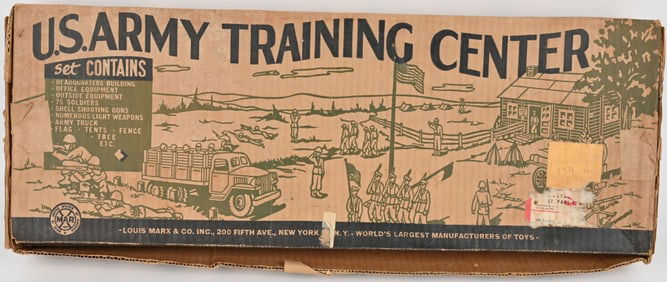 U.S. ARMY TRAINING CENTER
set CONTAINS
· HEADQUARTERS BUILDING
· OFFICE EQUIPMENT
· OUTSIDE EQUIPMENT
· 75 SOLDIERS
· SHELL SHOOTING GUNS
· NUMEROUS LIGHT WEAPONS
ARMY TRUCK
FLAG · TENTS · FENCE
· TREE
ETC.
MAR
· LOUIS MARX & CO. INC., 200 FIFTH AVE., NEW YORK N.Y. - WORLD'S LARGEST MANUFACTURERS OF TOYS ·